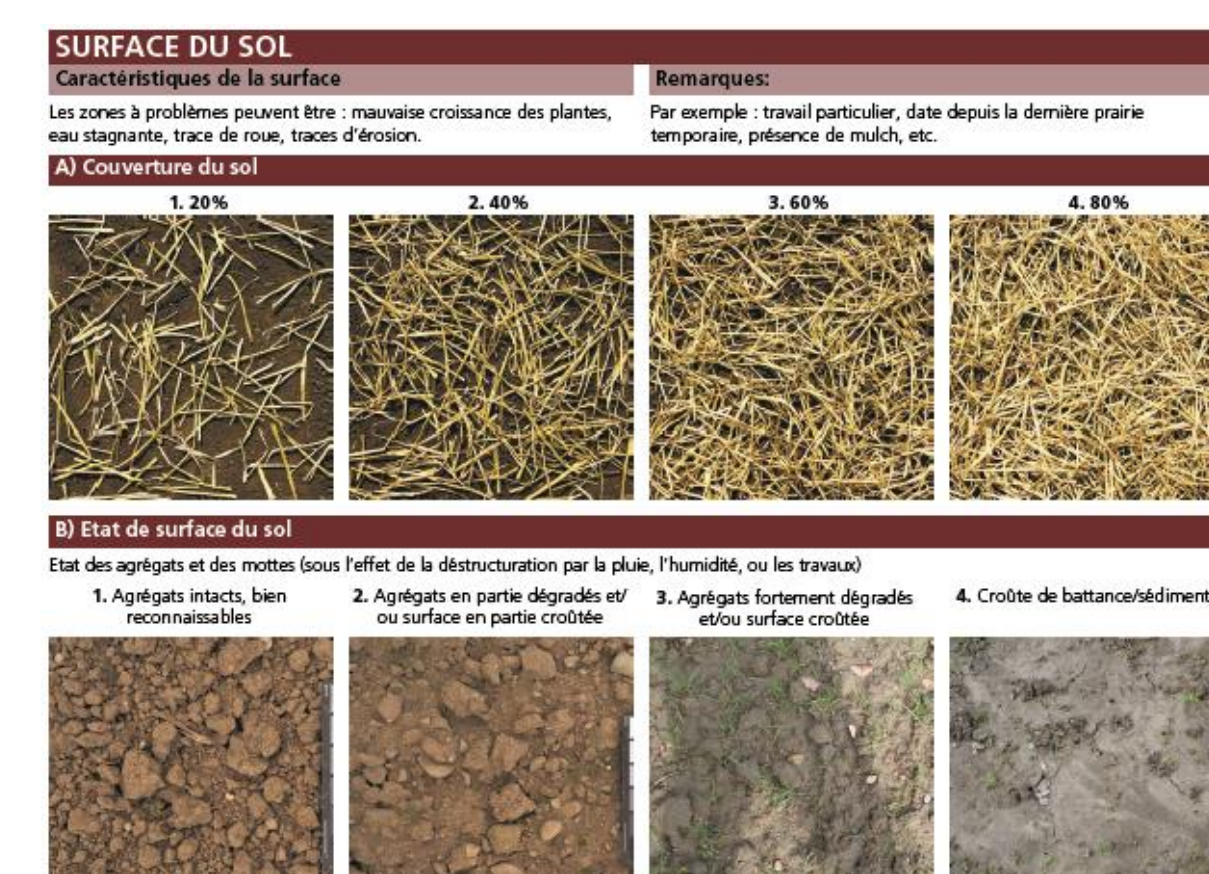 SURFACE DU SOL
Caractéristiques de la surface
Les zones à problèmes peuvent être : mauvaise croissance des plantes,
eau stagnante, trace de roue, traces d'érosion.
Remarques:
Par exemple : travail particulier, date depuis la dernière prairie
temporaire, présence de mulch, etc.
A) Couverture du sol
1. 20%
2. 40%
3. 60%
4. 80%
B) Etat de surface du sol
Etat des agrégats et des mottes (sous l'effet de la déstructuration par la pluie, l'humidité, ou les travaux)
1. Agrégats intacts, bien
reconnaissables
2. Agrégats en partie dégradés et/
ou surface en partie croûtée
3. Agrégats fortement dégradés
et/ou surface croûtée
4. Croûte de battance/sédiment